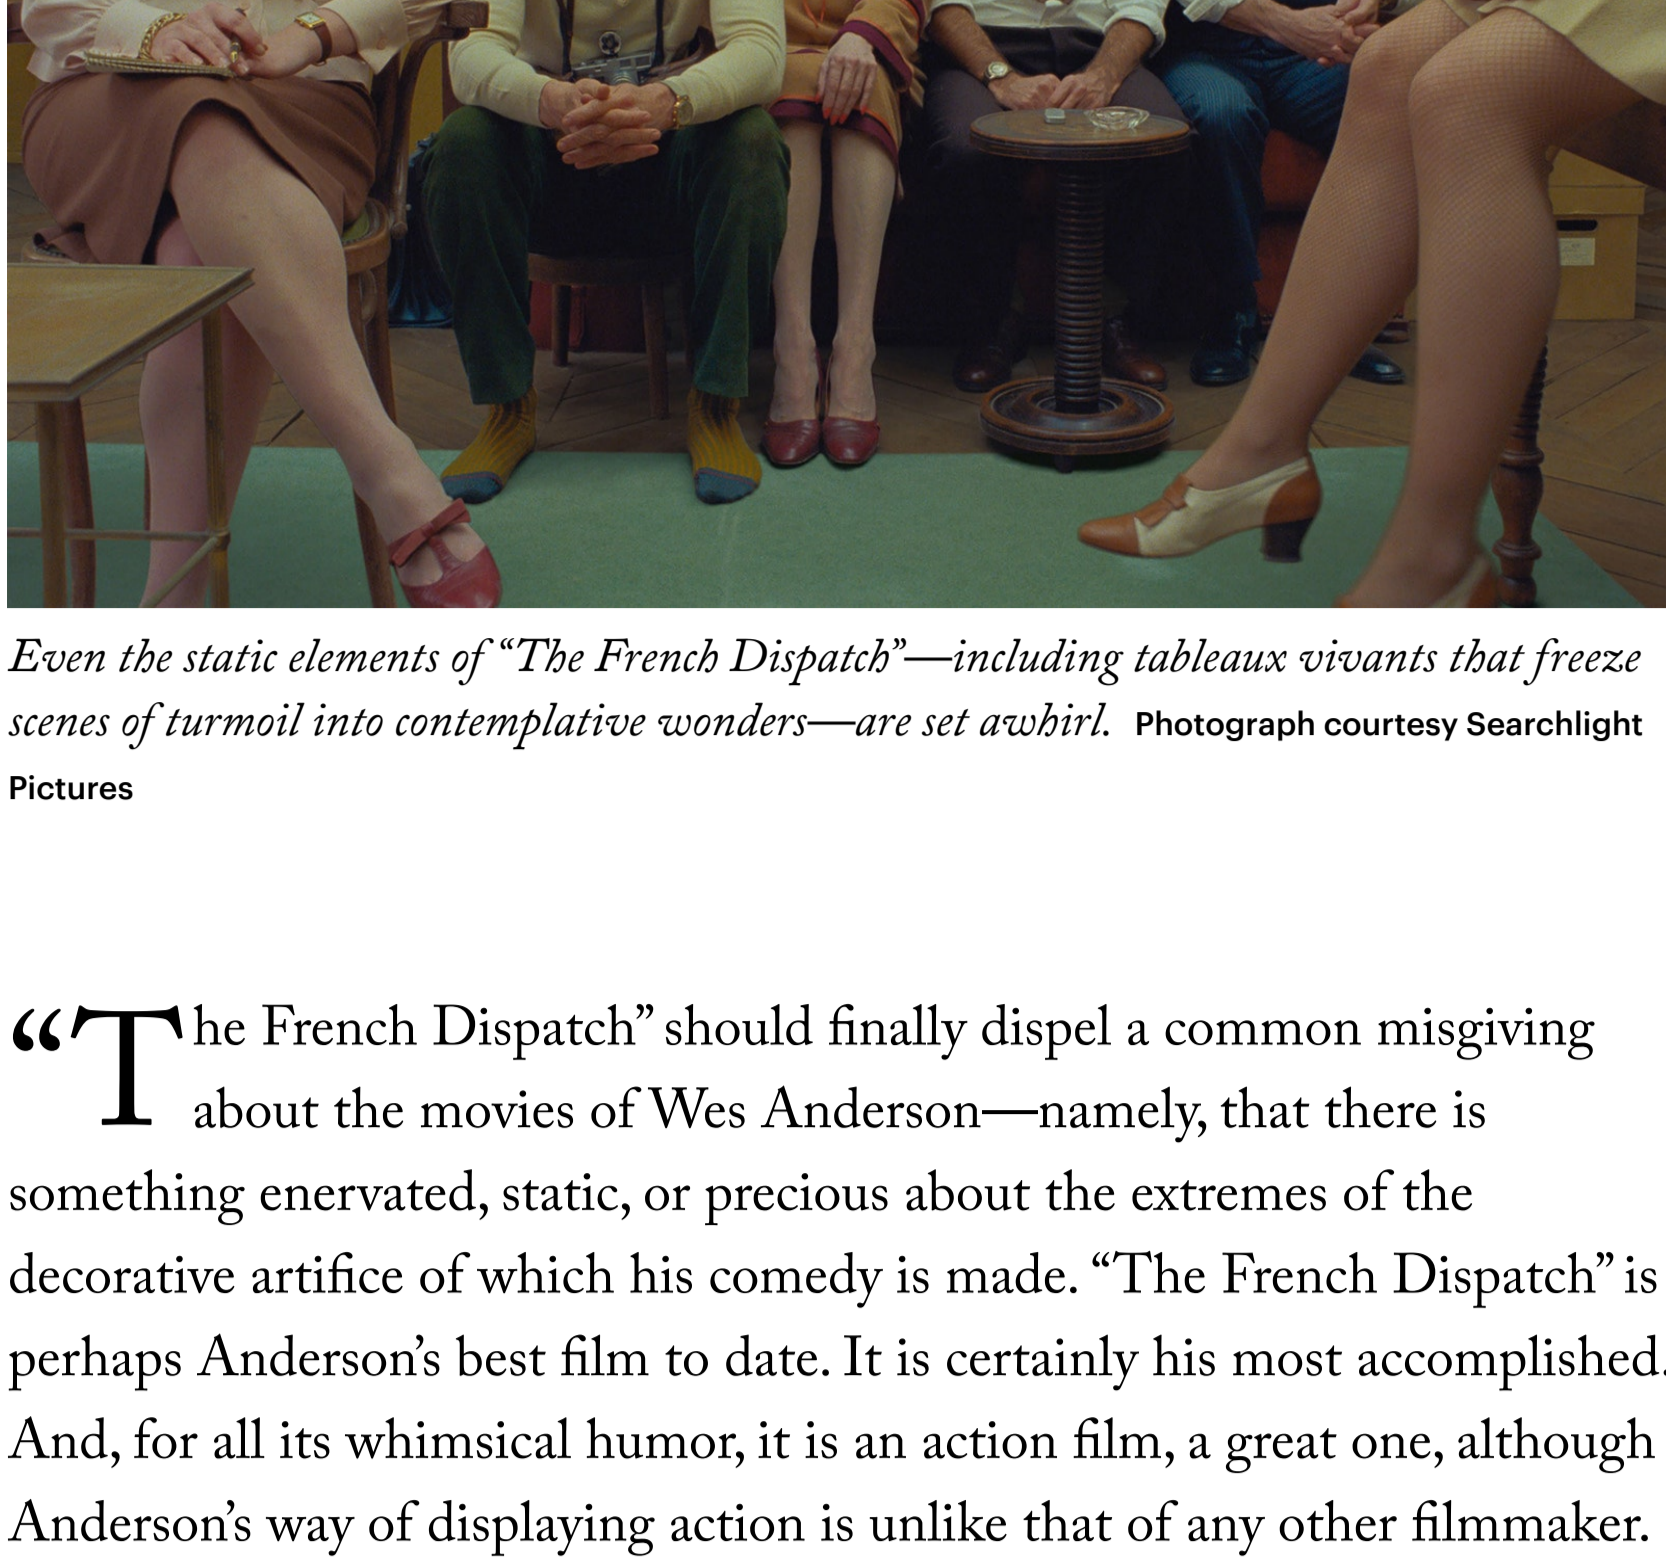 Even the static elements of “The French Dispatch”—including tableaux vivants that freeze
scenes of turmoil into contemplative wonders—are set awhirl. Photograph courtesy Searchlight
Pictures
“The French Dispatch” should finally dispel a common misgiving
about the movies of Wes Anderson—namely, that there is
something enervated, static, or precious about the extremes of the
decorative artifice of which his comedy is made. “The French Dispatch” is
perhaps Anderson’s best film to date. It is certainly his most accomplished.
And, for all its whimsical humor, it is an action film, a great one, although
Anderson’s way of displaying action is unlike that of any other filmmaker.